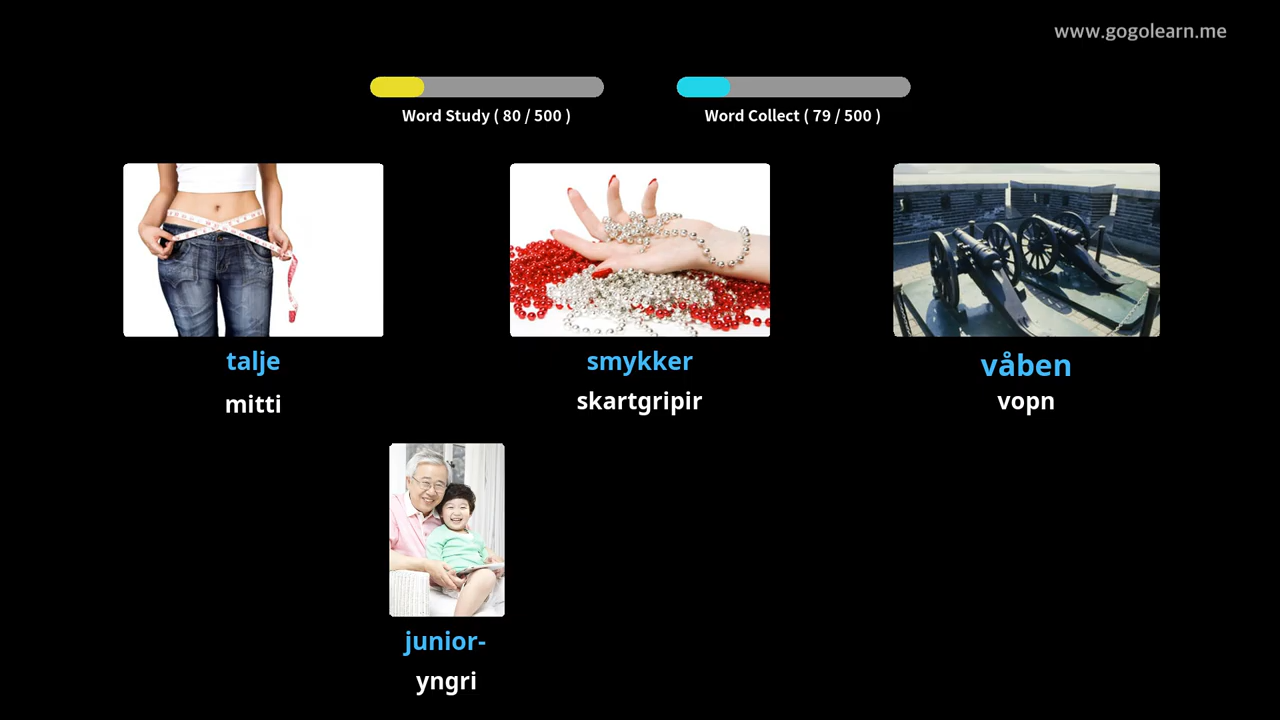 www.gogolearn.me
Word Study ( 80 / 500 )
Word Collect ( 79 / 500 )
talje
mitti
smykker
skartgripir
våben
vopn
junior-
yngri